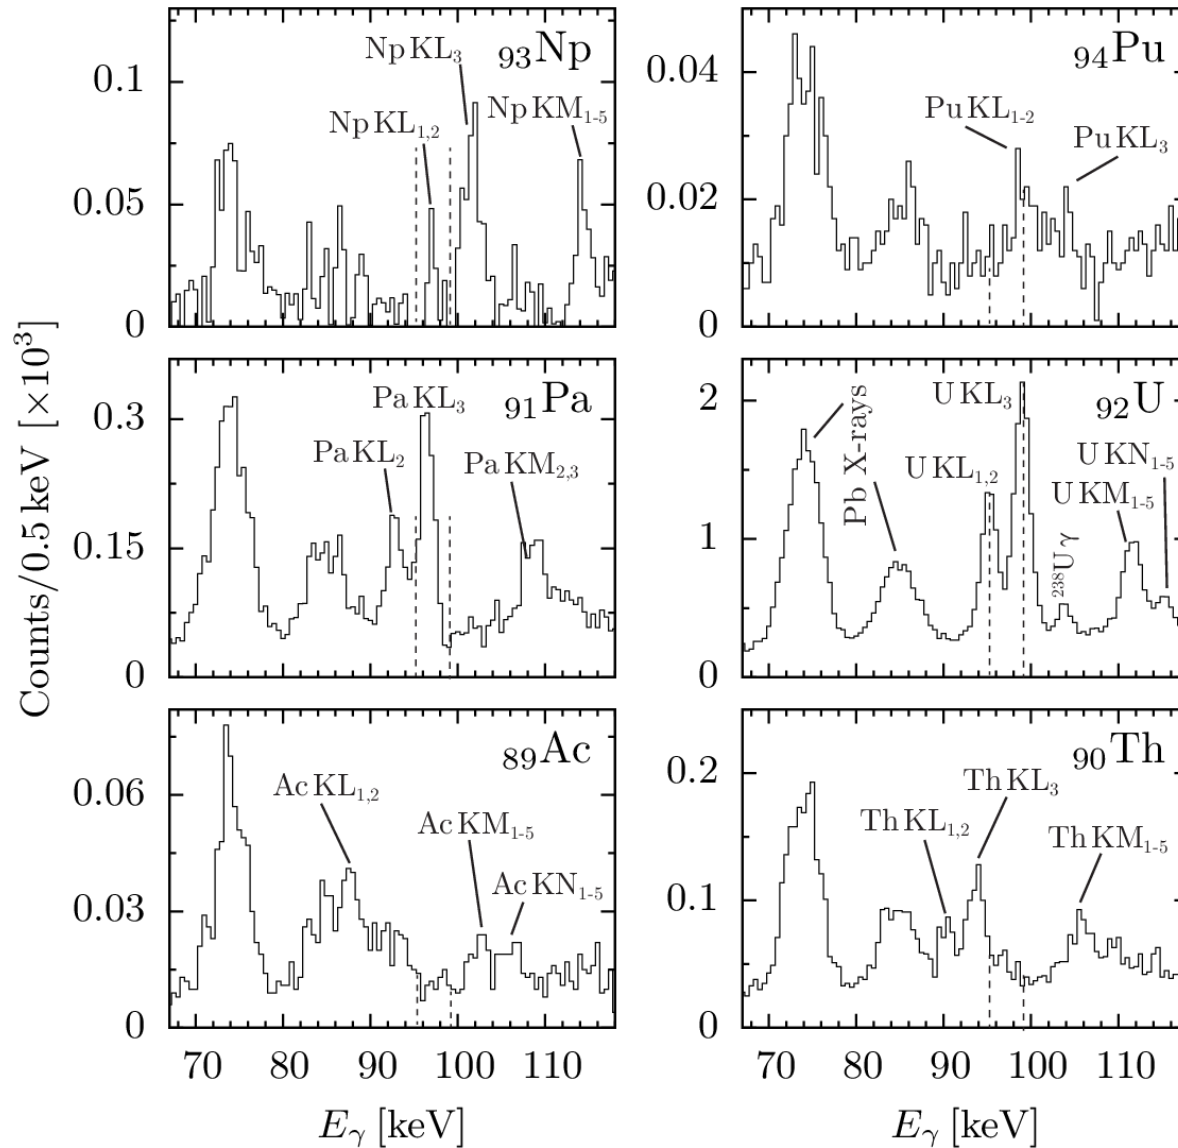 Counts/0.5 keV [×10³]
₉₃Np
Np KL₃
Np KL₁,₂
Np KM₁₋₅
0.1
0.05
0
₉₄Pu
Pu KL₁₋₂
Pu KL₃
0.04
0.02
0
₉₁Pa
Pa KL₃
Pa KL₂
Pa KM₂,₃
0.3
0.15
0
₉₂U
U KL₃
U KL₁,₂
U KN₁₋₅
U KM₁₋₅
Pb X-rays
²³⁸U γ
2
1
0
₈₉Ac
Ac KL₁,₂
Ac KM₁₋₅
Ac KN₁₋₅
0.06
0.03
0
₉₀Th
Th KL₃
Th KL₁,₂
Th KM₁₋₅
0.2
0.1
0
70 80 90 100 110
70 80 90 100 110
Eγ [keV]
Eγ [keV]